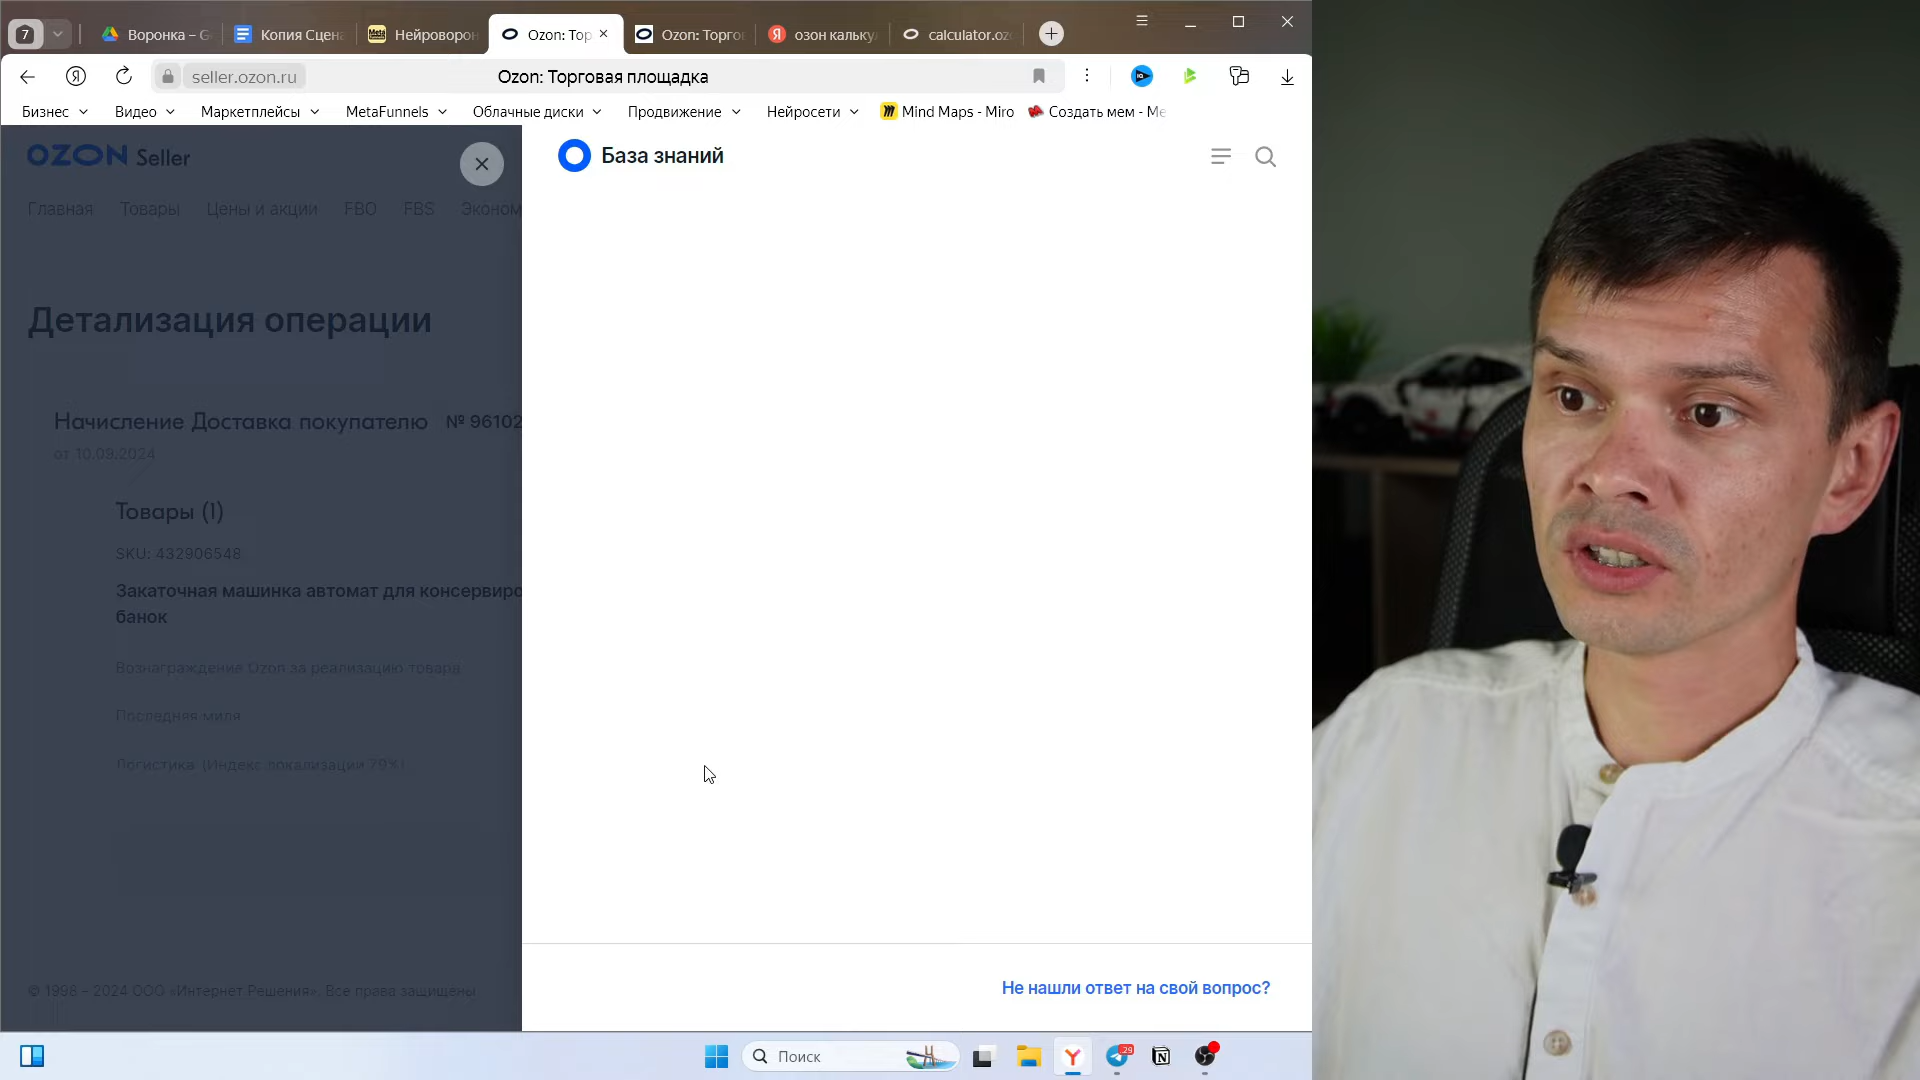 7
Воронка – G
Копия Сцена
Нейроворон
Ozon: Тор
Ozon: Торго
озон кальку
calculator.oz
seller.ozon.ru
Ozon: Торговая площадка
Бизнес
Видео
Маркетплейсы
MetaFunnels
Облачные диски
Продвижение
Нейросети
Mind Maps - Miro
Создать мем - Ме
OZON Seller
Главная
Товары
Цены и акции
FBO
FBS
Эконом
Детализация операции
Начисление Доставка покупателю № 96102
от 10.09.2024
Товары (1)
SKU: 432906548
Закаточная машинка автомат для консервиро
банок
Вознаграждение Ozon за реализацию товара
Последняя миля
Логистика (Индекс локализации 79%)
© 1998 – 2024 ООО «Интернет Решения». Все права защищены
База знаний
Не нашли ответ на свой вопрос?
Поиск
29